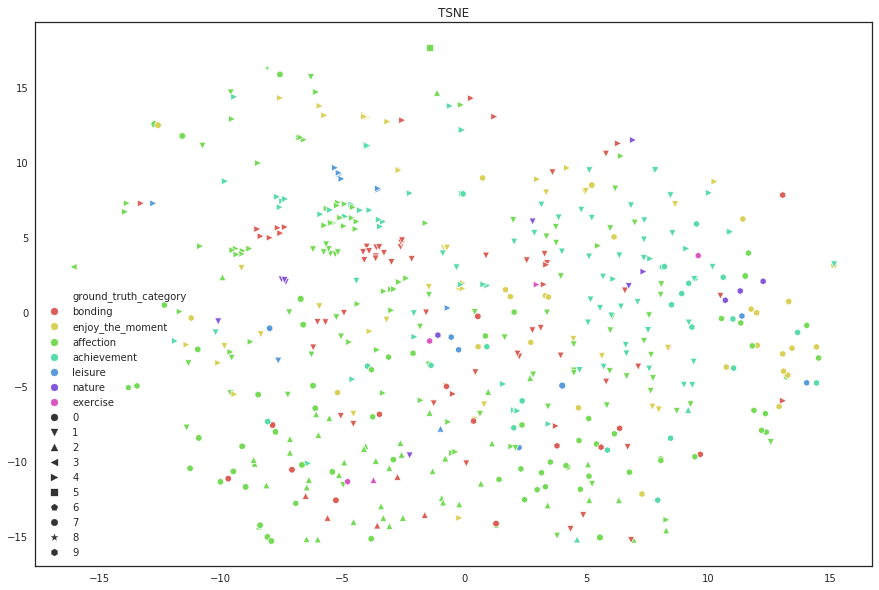 TSNE
15
10
5
0
−5
−10
−15
ground_truth_category
bonding
enjoy_the_moment
affection
achievement
leisure
nature
exercise
0
1
2
3
4
5
6
7
8
9
−15
−10
−5
0
5
10
15